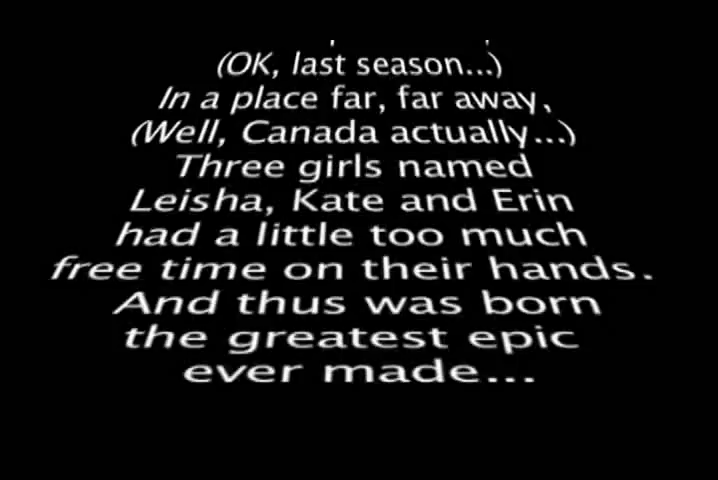 (OK, last season...)
In a place far, far away,
(Well, Canada actually...)
Three girls named
Leisha, Kate and Erin
had a little too much
free time on their hands.
And thus was born
the greatest epic
ever made...